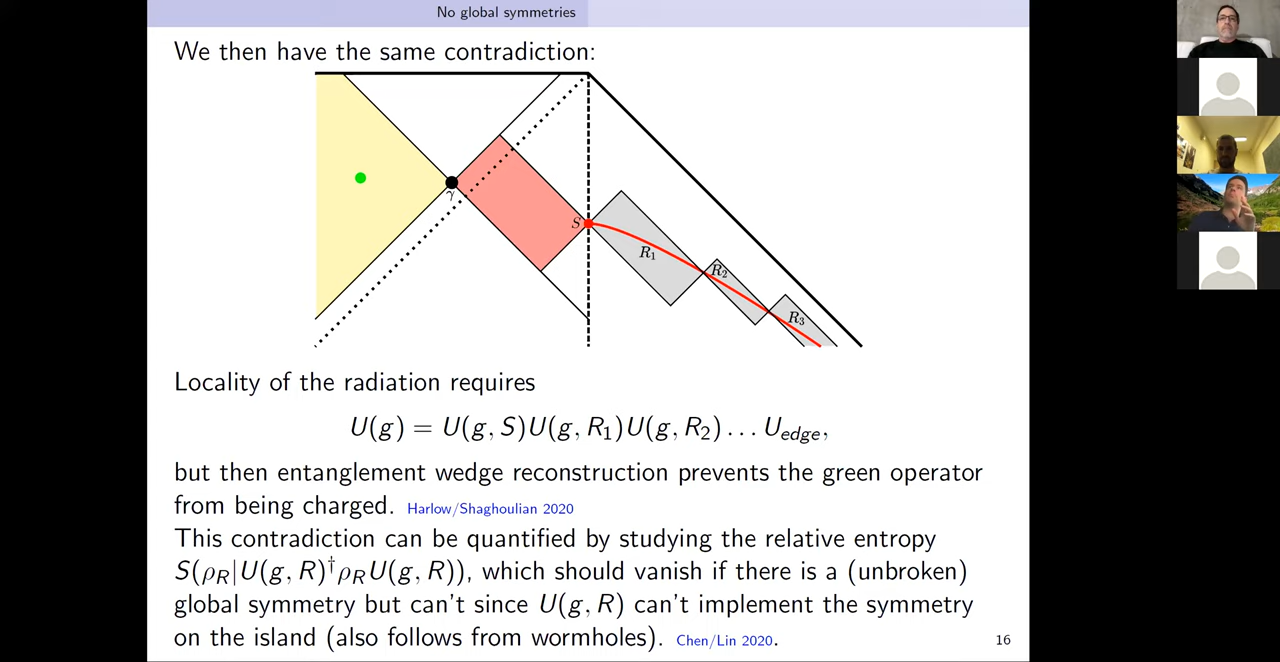 No global symmetries
We then have the same contradiction:
γ
S
R₁
R₂
R₃
Locality of the radiation requires
U(g) = U(g, S)U(g, R₁)U(g, R₂) . . . U_edge,
but then entanglement wedge reconstruction prevents the green operator
from being charged. Harlow/Shaghoulian 2020
This contradiction can be quantified by studying the relative entropy
S(ρ_R|U(g, R)†ρ_R U(g, R)), which should vanish if there is a (unbroken)
global symmetry but can't since U(g, R) can't implement the symmetry
on the island (also follows from wormholes). Chen/Lin 2020.
16